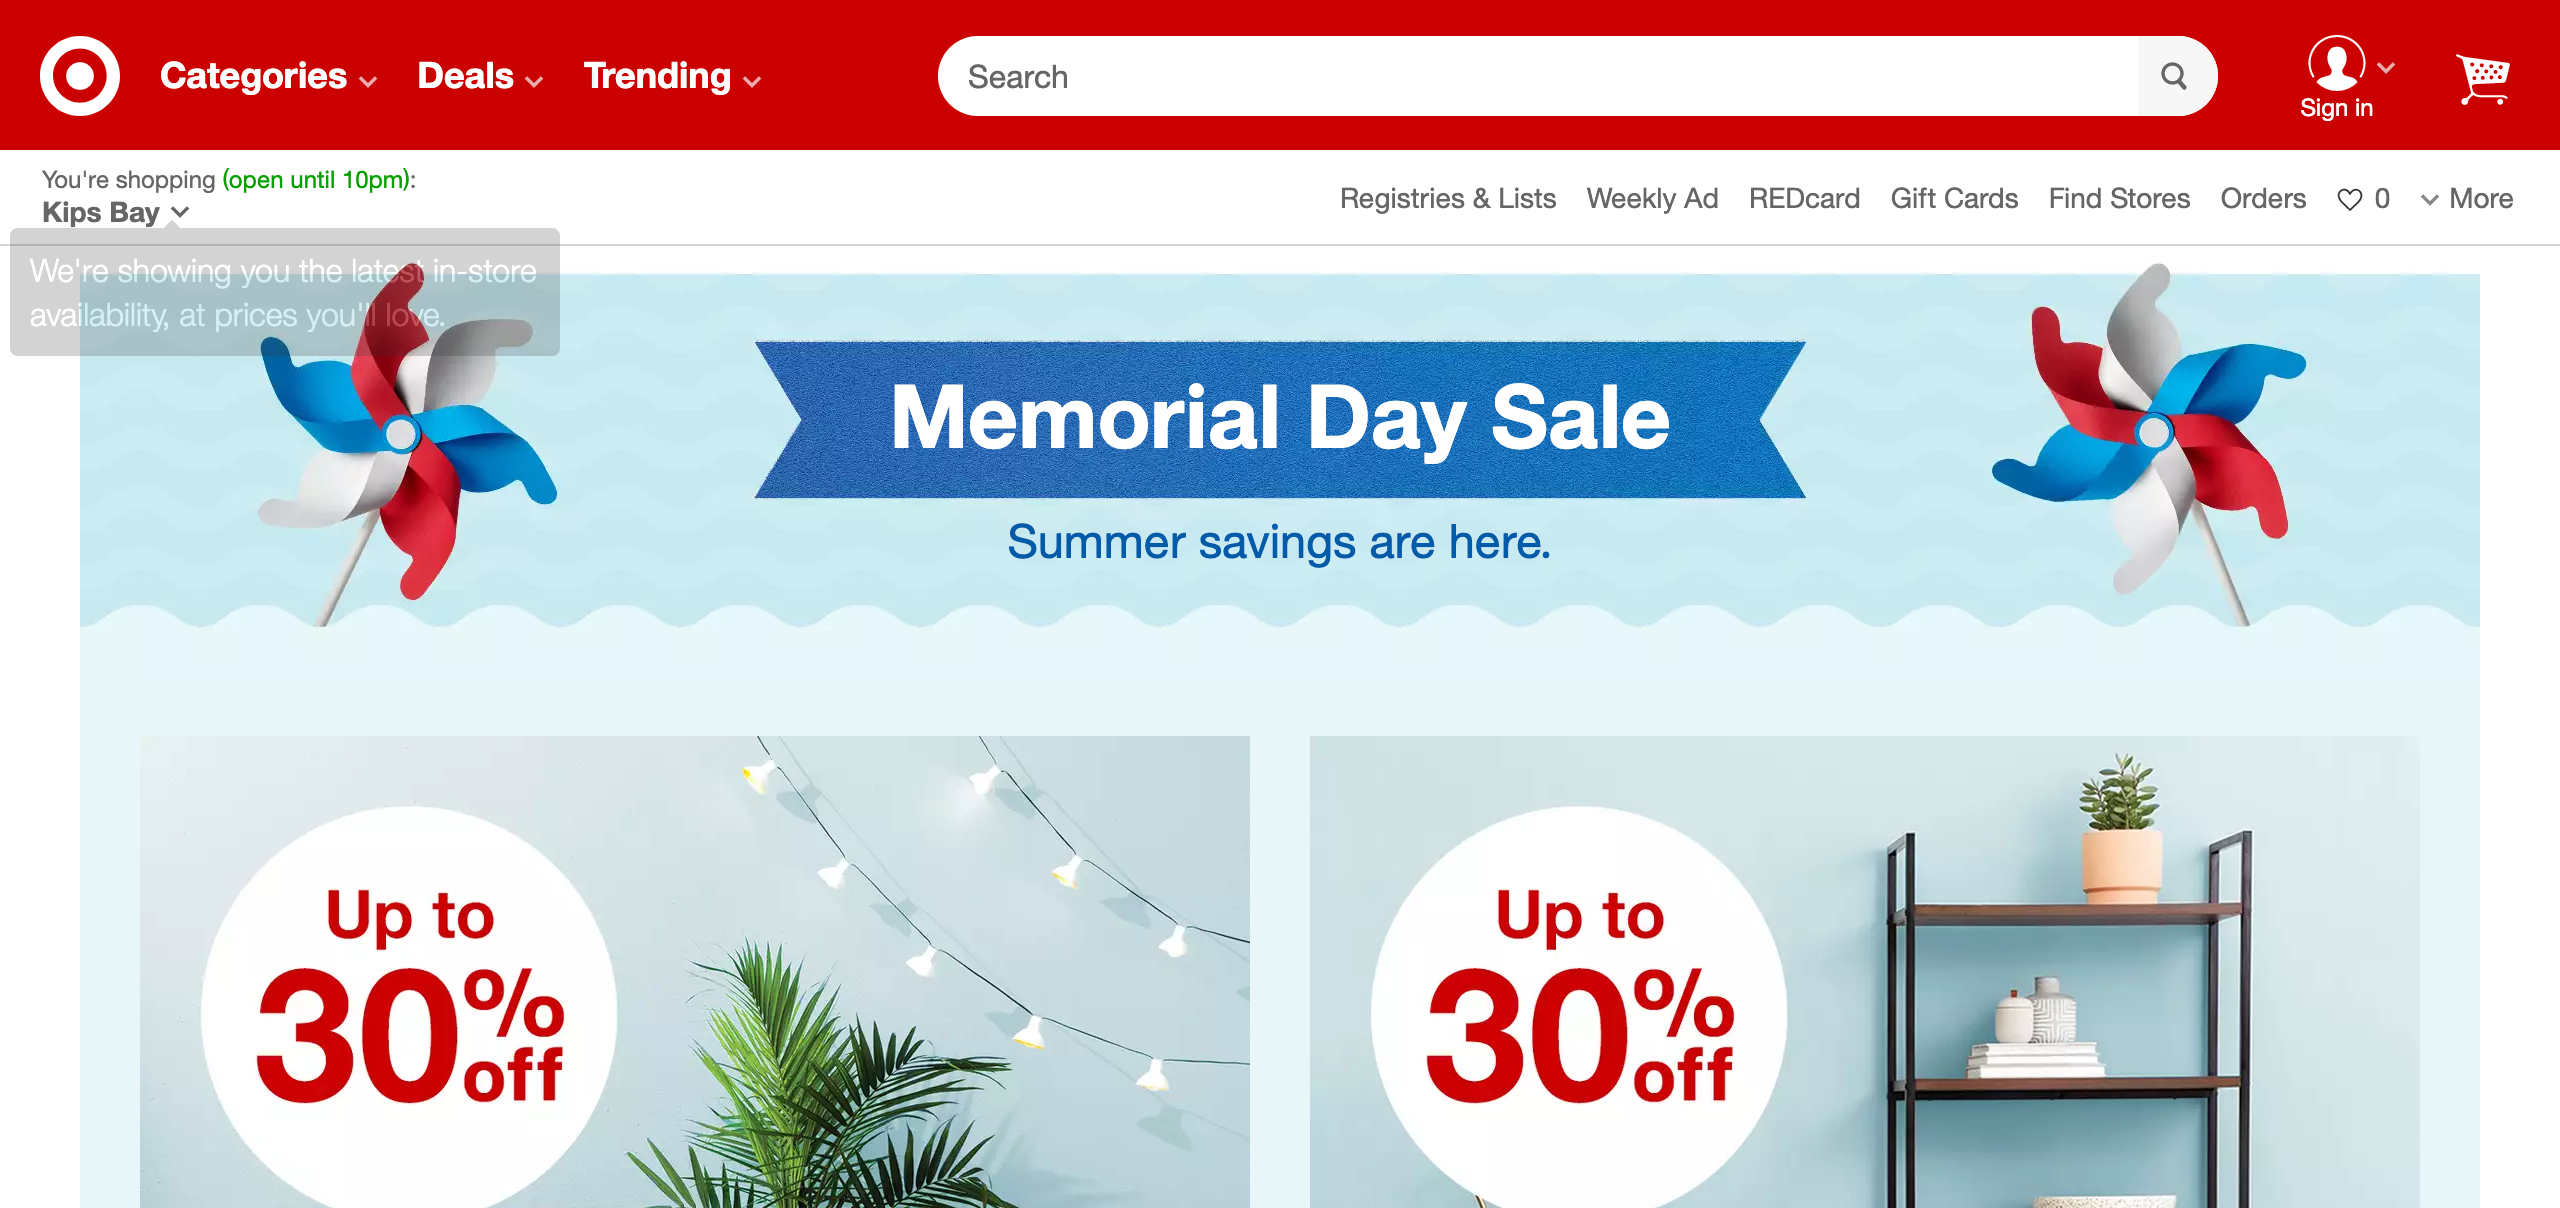 Categories Deals Trending
Search
Sign in
You're shopping (open until 10pm):
Kips Bay
Registries & Lists Weekly Ad REDcard Gift Cards Find Stores Orders 0 More
We're showing you the latest in-store
availability, at prices you'll love.
Memorial Day Sale
Summer savings are here.
Up to
30% off
Up to
30% off